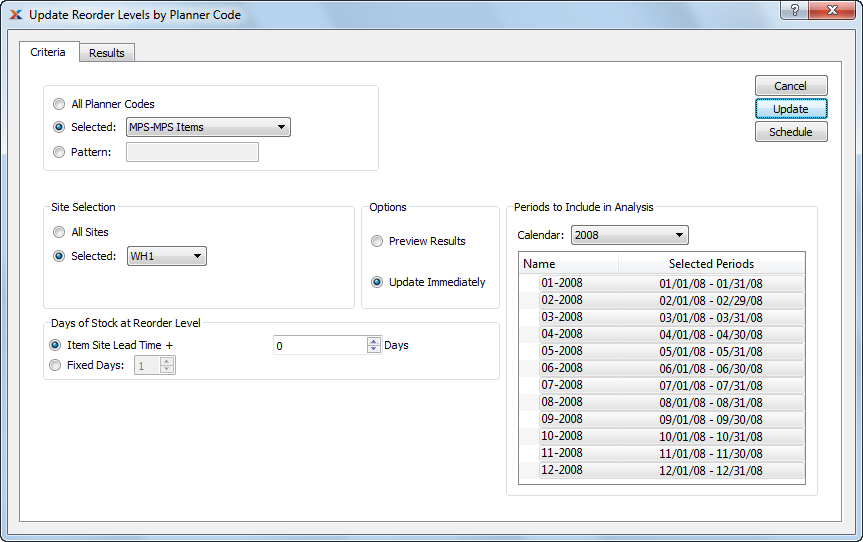 Update Reorder Levels by Planner Code
?
Criteria
Results
All Planner Codes
Selected: MPS-MPS Items
Pattern:
Cancel
Update
Schedule
Site Selection
All Sites
Selected: WH1
Options
Preview Results
Update Immediately
Days of Stock at Reorder Level
Item Site Lead Time + 0 Days
Fixed Days: 1
Periods to Include in Analysis
Calendar: 2008
Name Selected Periods
01-2008 01/01/08 - 01/31/08
02-2008 02/01/08 - 02/29/08
03-2008 03/01/08 - 03/31/08
04-2008 04/01/08 - 04/30/08
05-2008 05/01/08 - 05/31/08
06-2008 06/01/08 - 06/30/08
07-2008 07/01/08 - 07/31/08
08-2008 08/01/08 - 08/31/08
09-2008 09/01/08 - 09/30/08
10-2008 10/01/08 - 10/31/08
11-2008 11/01/08 - 11/30/08
12-2008 12/01/08 - 12/31/08